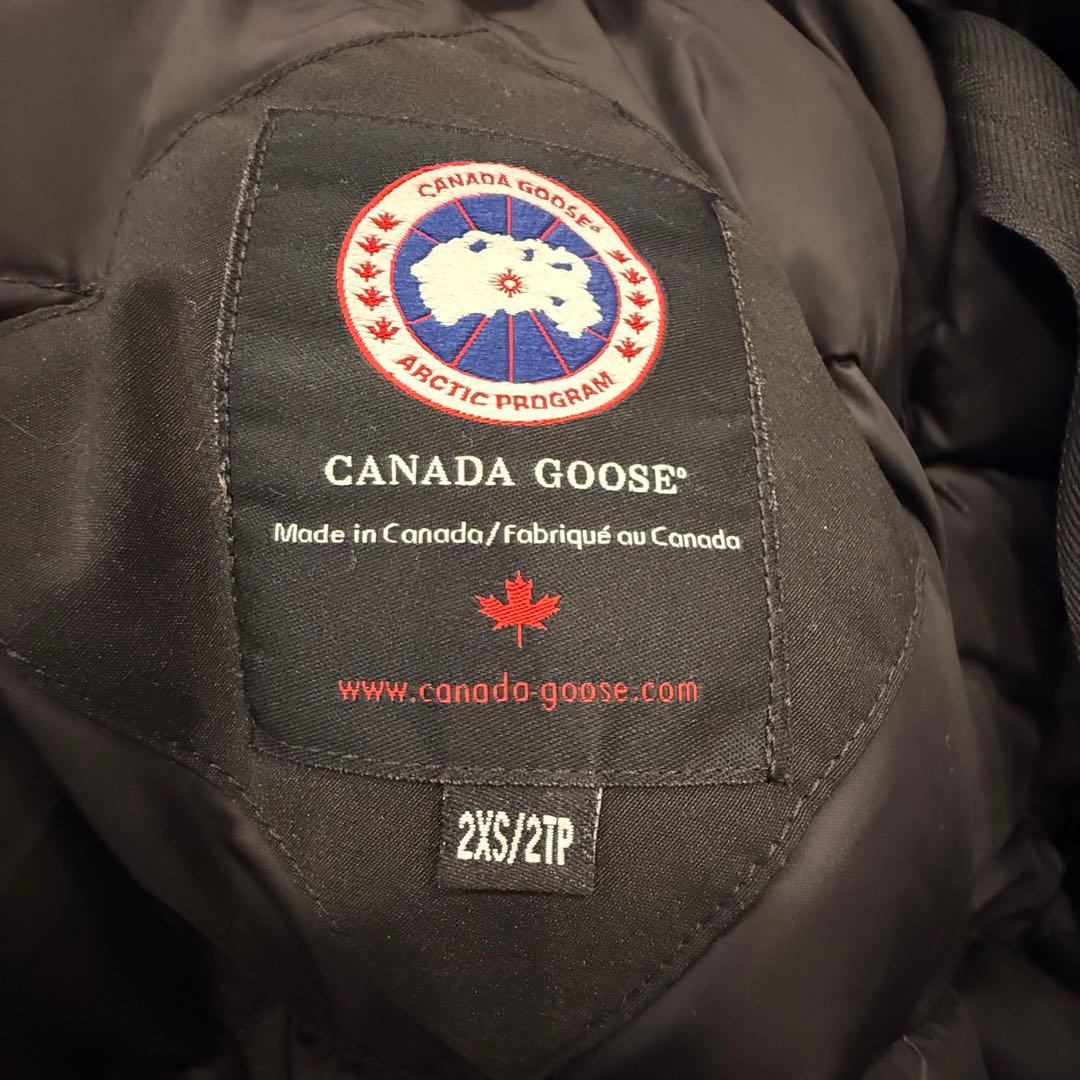 CANADA GOOSE°
ARCTIC PROGRAM
CANADA GOOSE°
Made in Canada/Fabriqué au Canada
www.canada-goose.com
2XS/2TP